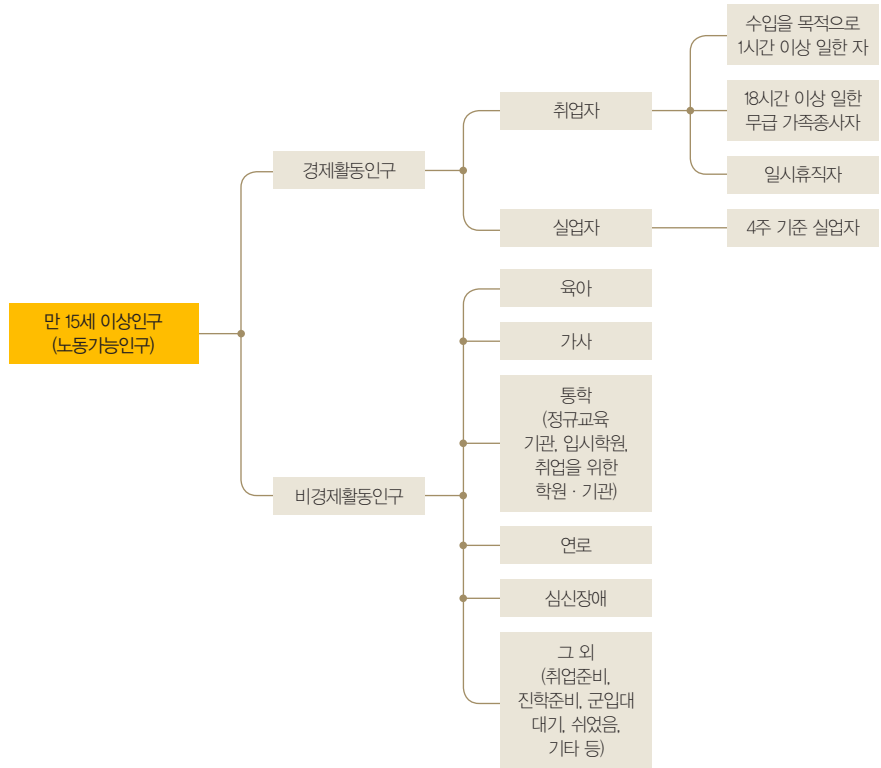 만 15세 이상인구
(노동가능인구)
경제활동인구
취업자
수입을 목적으로
1시간 이상 일한 자
18시간 이상 일한
무급 가족종사자
일시휴직자
실업자
4주 기준 실업자
비경제활동인구
육아
가사
통학
(정규교육
기관, 입시학원,
취업을 위한
학원 · 기관)
연로
심신장애
그 외
(취업준비,
진학준비, 군입대
대기, 쉬었음,
기타 등)